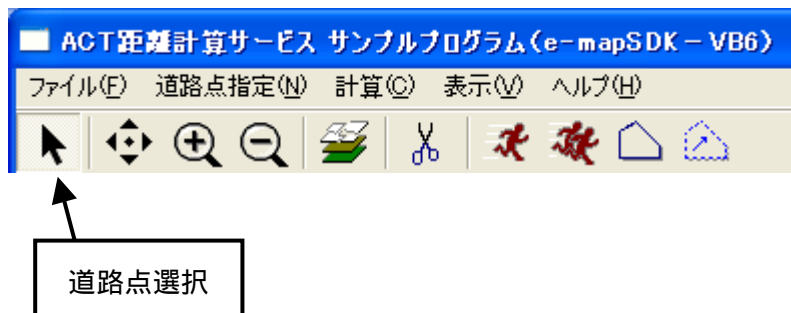 ACT距離計算サービス サンプルプログラム(e-mapSDK－VB6)
ファイル(F) 道路点指定(N) 計算(C) 表示(V) ヘルプ(H)
道路点選択